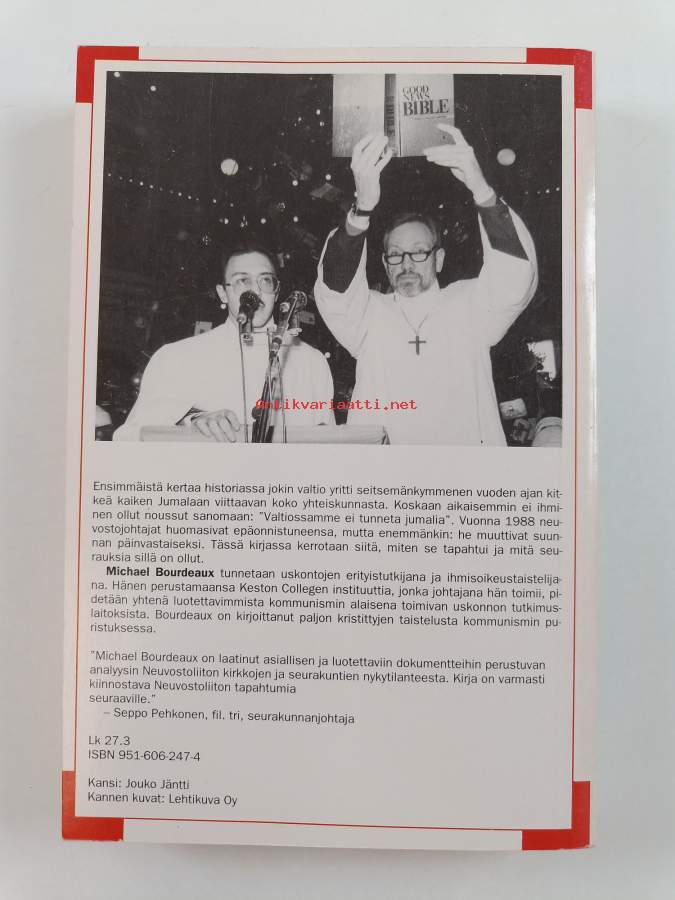 GOOD
NEWS
BIBLE
Antikvariaatti.net
Ensimmäistä kertaa historiassa jokin valtio yritti seitsemänkymmenen vuoden ajan kit-
keä kaiken Jumalaan viittaavan koko yhteiskunnasta. Koskaan aikaisemmin ei ihmi-
nen ollut noussut sanomaan: "Valtiossamme ei tunneta jumalia". Vuonna 1988 neu-
vostojohtajat huomasivat epäonnistuneensa, mutta enemmänkin: he muuttivat suun-
nan päinvastaiseksi. Tässä kirjassa kerrotaan siitä, miten se tapahtui ja mitä seu-
rauksia sillä on ollut.
Michael Bourdeaux tunnetaan uskontojen erityistutkijana ja ihmisoikeustaistelija-
na. Hänen perustamaansa Keston Collegen instituuttia, jonka johtajana hän toimii, pi-
detään yhtenä luotettavimmista kommunismin alaisena toimivan uskonnon tutkimus-
laitoksista. Bourdeaux on kirjoittanut paljon kristittyjen taistelusta kommunismin pu-
ristuksessa.
"Michael Bourdeaux on laatinut asiallisen ja luotettaviin dokumentteihin perustuvan
analyysin Neuvostoliiton kirkkojen ja seurakuntien nykytilanteesta. Kirja on varmasti
kiinnostava Neuvostoliiton tapahtumia
seuraaville."
– Seppo Pehkonen, fil. tri, seurakunnanjohtaja
Lk 27.3
ISBN 951-606-247-4
Kansi: Jouko Jäntti
Kannen kuvat: Lehtikuva Oy